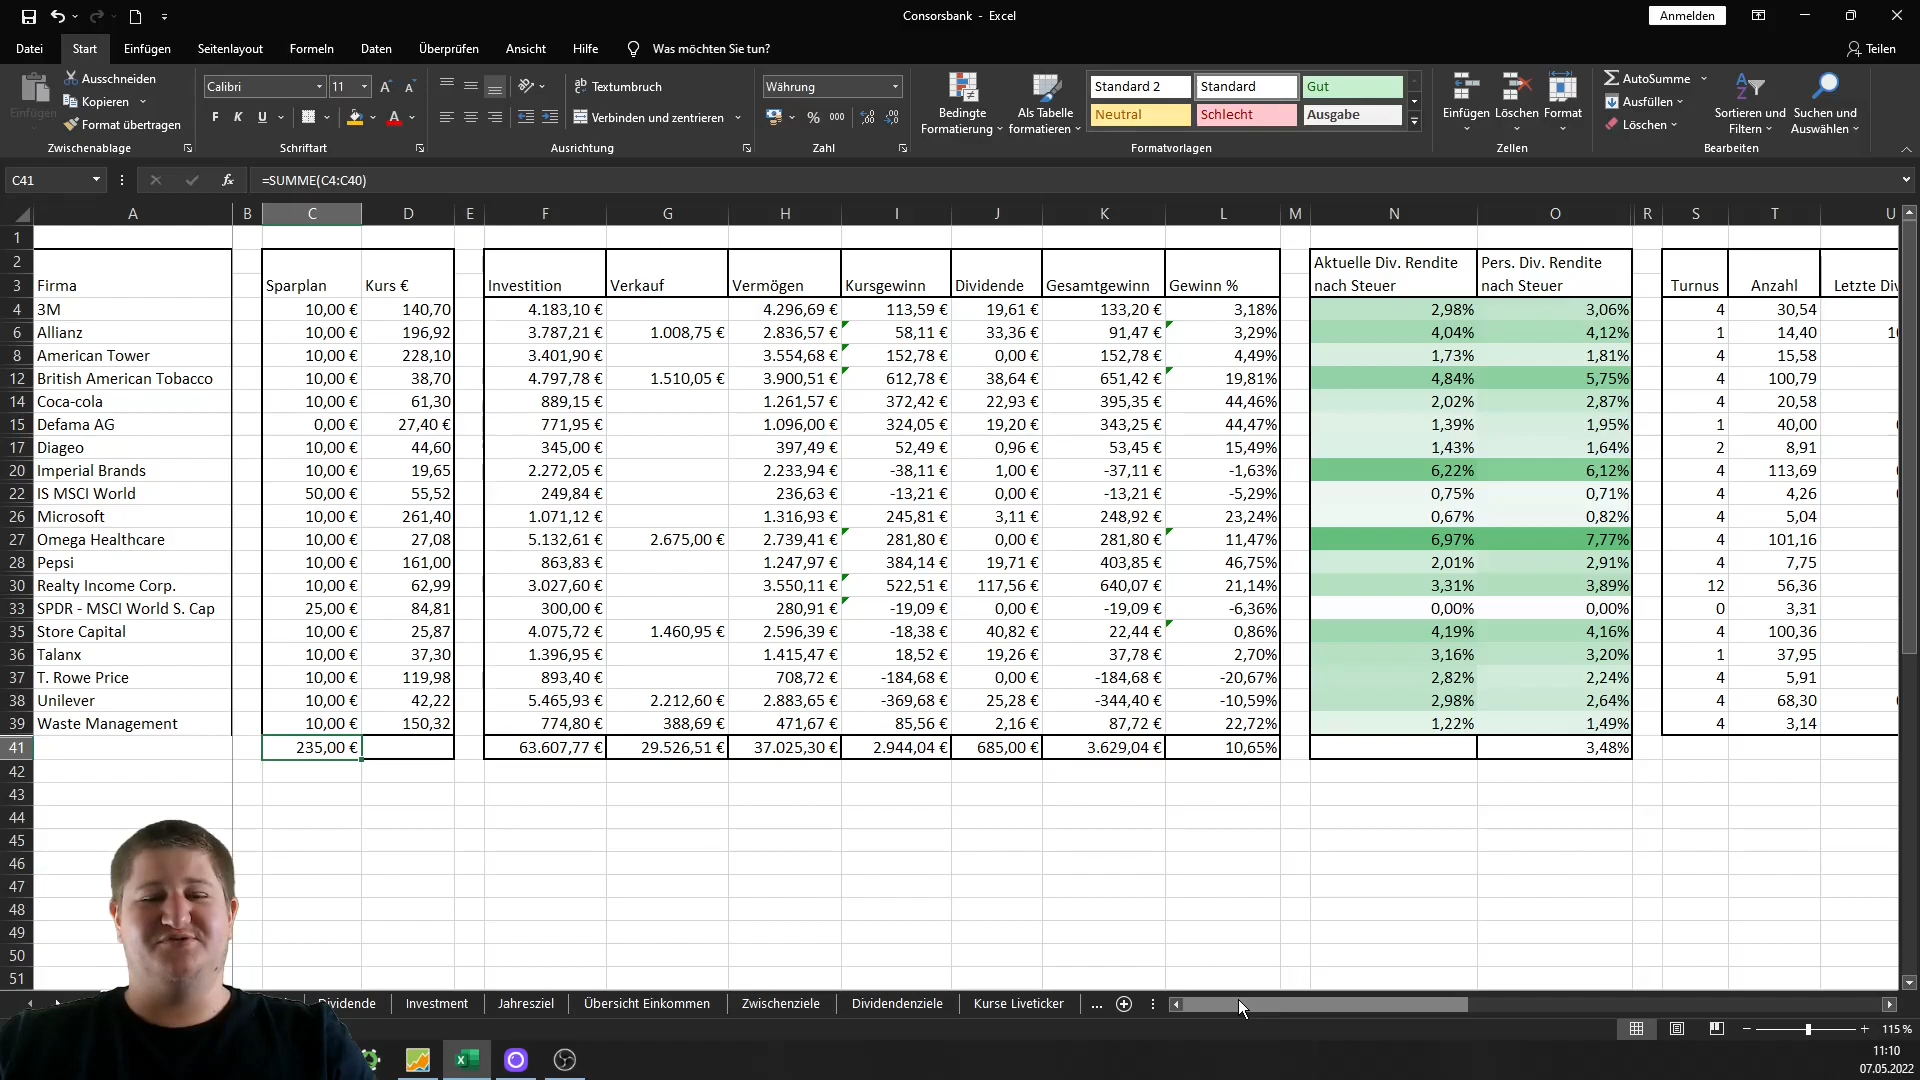 Consorsbank - Excel
Anmelden
Datei Start Einfügen Seitenlayout Formeln Daten Überprüfen Ansicht Hilfe Was möchten Sie tun? Teilen
Einfügen
Ausschneiden
Kopieren
Format übertragen
Zwischenablage
Calibri 11
F K U
Schriftart
Textumbruch
Verbinden und zentrieren
Ausrichtung
Währung
% 000
Zahl
Bedingte Formatierung
Als Tabelle formatieren
Standard 2 Standard Gut
Neutral Schlecht Ausgabe
Formatvorlagen
Einfügen Löschen Format
Zellen
AutoSumme
Ausfüllen
Löschen
Sortieren und Filtern
Suchen und Auswählen
Bearbeiten
C41 fx =SUMME(C4:C40)
A B C D E F G H I J K L M N O R S T U
1
2 Aktuelle Div. Rendite Pers. Div. Rendite
3 Firma Sparplan Kurs € Investition Verkauf Vermögen Kursgewinn Dividende Gesamtgewinn Gewinn % nach Steuer nach Steuer Turnus Anzahl Letzte Div
4 3M 10,00 € 140,70 4.183,10 € 4.296,69 € 113,59 € 19,61 € 133,20 € 3,18% 2,98% 3,06% 4 30,54
6 Allianz 10,00 € 196,92 3.787,21 € 1.008,75 € 2.836,57 € 58,11 € 33,36 € 91,47 € 3,29% 4,04% 4,12% 1 14,40
8 American Tower 10,00 € 228,10 3.401,90 € 3.554,68 € 152,78 € 0,00 € 152,78 € 4,49% 1,73% 1,81% 4 15,58
12 British American Tobacco 10,00 € 38,70 4.797,78 € 1.510,05 € 3.900,51 € 612,78 € 38,64 € 651,42 € 19,81% 4,84% 5,75% 4 100,79
14 Coca-cola 10,00 € 61,30 889,15 € 1.261,57 € 372,42 € 22,93 € 395,35 € 44,46% 2,02% 2,87% 4 20,58
15 Defama AG 0,00 € 27,40 € 771,95 € 1.096,00 € 324,05 € 19,20 € 343,25 € 44,47% 1,39% 1,95% 1 40,00
17 Diageo 10,00 € 44,60 345,00 € 397,49 € 52,49 € 0,96 € 53,45 € 15,49% 1,43% 1,64% 2 8,91
20 Imperial Brands 10,00 € 19,65 2.272,05 € 2.233,94 € -38,11 € 1,00 € -37,11 € -1,63% 6,22% 6,12% 4 113,69
22 IS MSCI World 50,00 € 55,52 249,84 € 236,63 € -13,21 € 0,00 € -13,21 € -5,29% 0,75% 0,71% 4 4,26
26 Microsoft 10,00 € 261,40 1.071,12 € 1.316,93 € 245,81 € 3,11 € 248,92 € 23,24% 0,67% 0,82% 4 5,04
27 Omega Healthcare 10,00 € 27,08 5.132,61 € 2.675,00 € 2.739,41 € 281,80 € 0,00 € 281,80 € 11,47% 6,97% 7,77% 4 101,16
28 Pepsi 10,00 € 161,00 863,83 € 1.247,97 € 384,14 € 19,71 € 403,85 € 46,75% 2,01% 2,91% 4 7,75
30 Realty Income Corp. 10,00 € 62,99 3.027,60 € 3.550,11 € 522,51 € 117,56 € 640,07 € 21,14% 3,31% 3,89% 12 56,36
33 SPDR - MSCI World S. Cap 25,00 € 84,81 300,00 € 280,91 € -19,09 € 0,00 € -19,09 € -6,36% 0,00% 0,00% 0 3,31
35 Store Capital 10,00 € 25,87 4.075,72 € 1.460,95 € 2.596,39 € -18,38 € 40,82 € 22,44 € 0,86% 4,19% 4,16% 4 100,36
36 Talanx 10,00 € 37,30 1.396,95 € 1.415,47 € 18,52 € 19,26 € 37,78 € 2,70% 3,16% 3,20% 1 37,95
37 T. Rowe Price 10,00 € 119,98 893,40 € 708,72 € -184,68 € 0,00 € -184,68 € -20,67% 2,82% 2,24% 4 5,91
38 Unilever 10,00 € 42,22 5.465,93 € 2.212,60 € 2.883,65 € -369,68 € 25,28 € -344,40 € -10,59% 2,98% 2,64% 4 68,30
39 Waste Management 10,00 € 150,32 774,80 € 388,69 € 471,67 € 85,56 € 2,16 € 87,72 € 22,72% 1,22% 1,49% 4 3,14
41 235,00 € 63.607,77 € 29.526,51 € 37.025,30 € 2.944,04 € 685,00 € 3.629,04 € 10,65% 3,48%
42
43
44
45
46
47
48
49
50
51
Dividende Investment Jahresziel Übersicht Einkommen Zwischenziele Dividendenziele Kurse Liveticker ...
115 %
11:10
07.05.2022